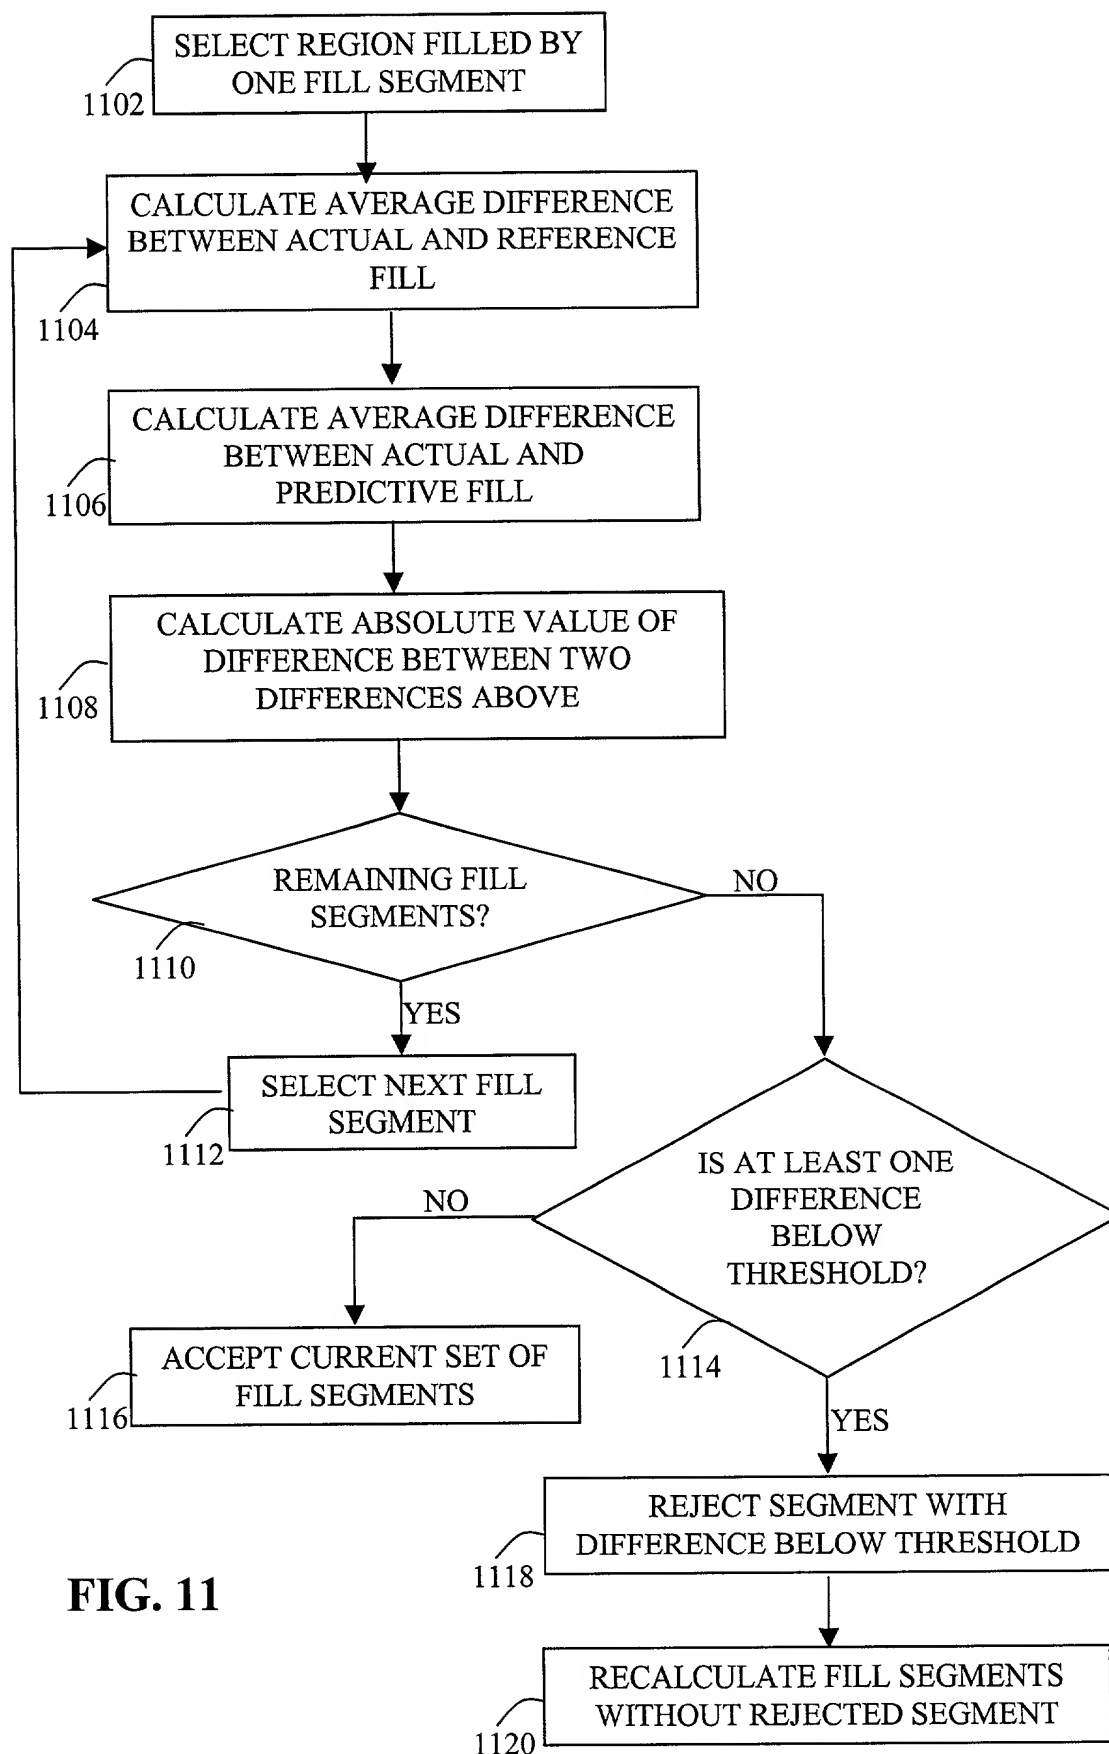 SELECT REGION FILLED BY
ONE FILL SEGMENT
1102
CALCULATE AVERAGE DIFFERENCE
BETWEEN ACTUAL AND REFERENCE
FILL
1104
CALCULATE AVERAGE DIFFERENCE
BETWEEN ACTUAL AND
PREDICTIVE FILL
1106
CALCULATE ABSOLUTE VALUE OF
DIFFERENCE BETWEEN TWO
DIFFERENCES ABOVE
1108
REMAINING FILL
SEGMENTS?
NO
1110
YES
SELECT NEXT FILL
SEGMENT
1112
IS AT LEAST ONE
DIFFERENCE
BELOW
THRESHOLD?
NO
1114
ACCEPT CURRENT SET OF
FILL SEGMENTS
1116
YES
REJECT SEGMENT WITH
DIFFERENCE BELOW THRESHOLD
1118
FIG. 11
RECALCULATE FILL SEGMENTS
WITHOUT REJECTED SEGMENT
1120